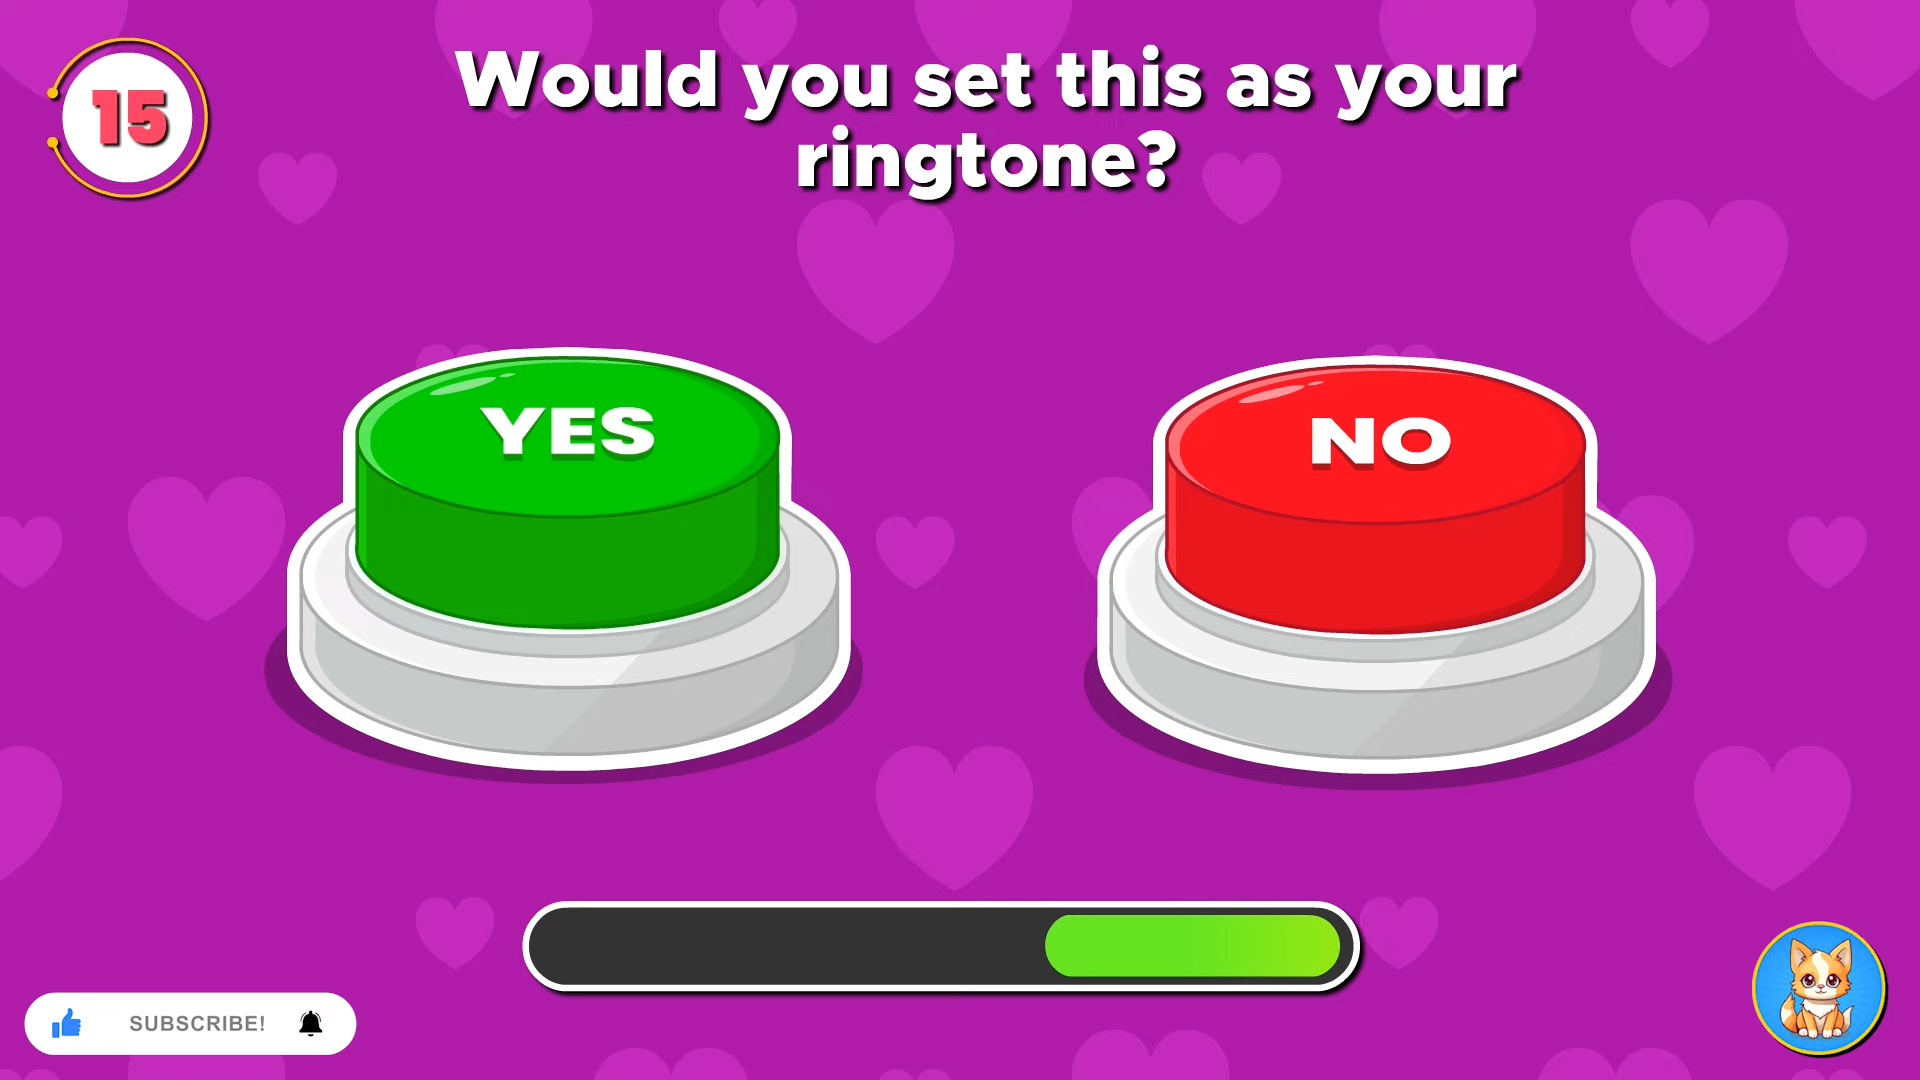 15
Would you set this as your
ringtone?
YES
NO
SUBSCRIBE!